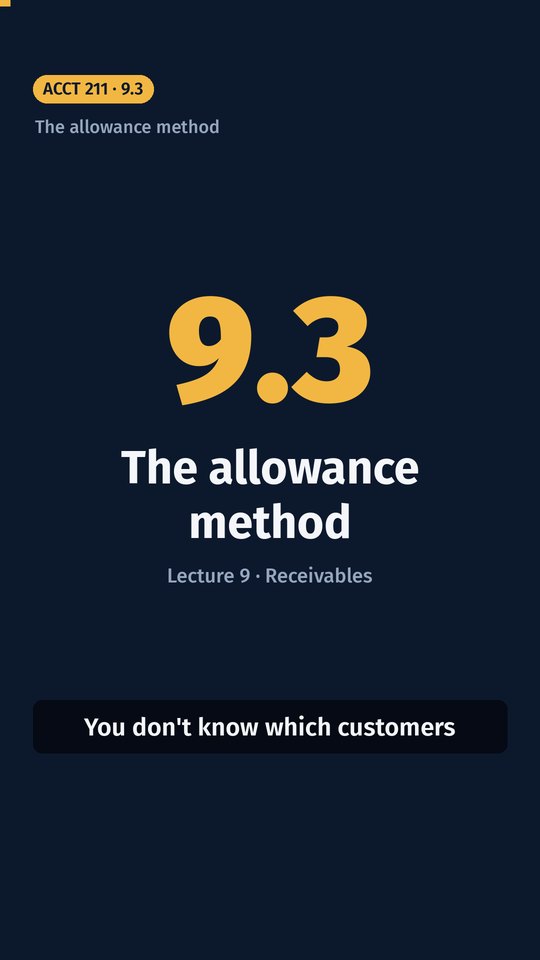 ACCT 211 · 9.3
The allowance method
9.3
The allowance
method
Lecture 9 · Receivables
You don't know which customers